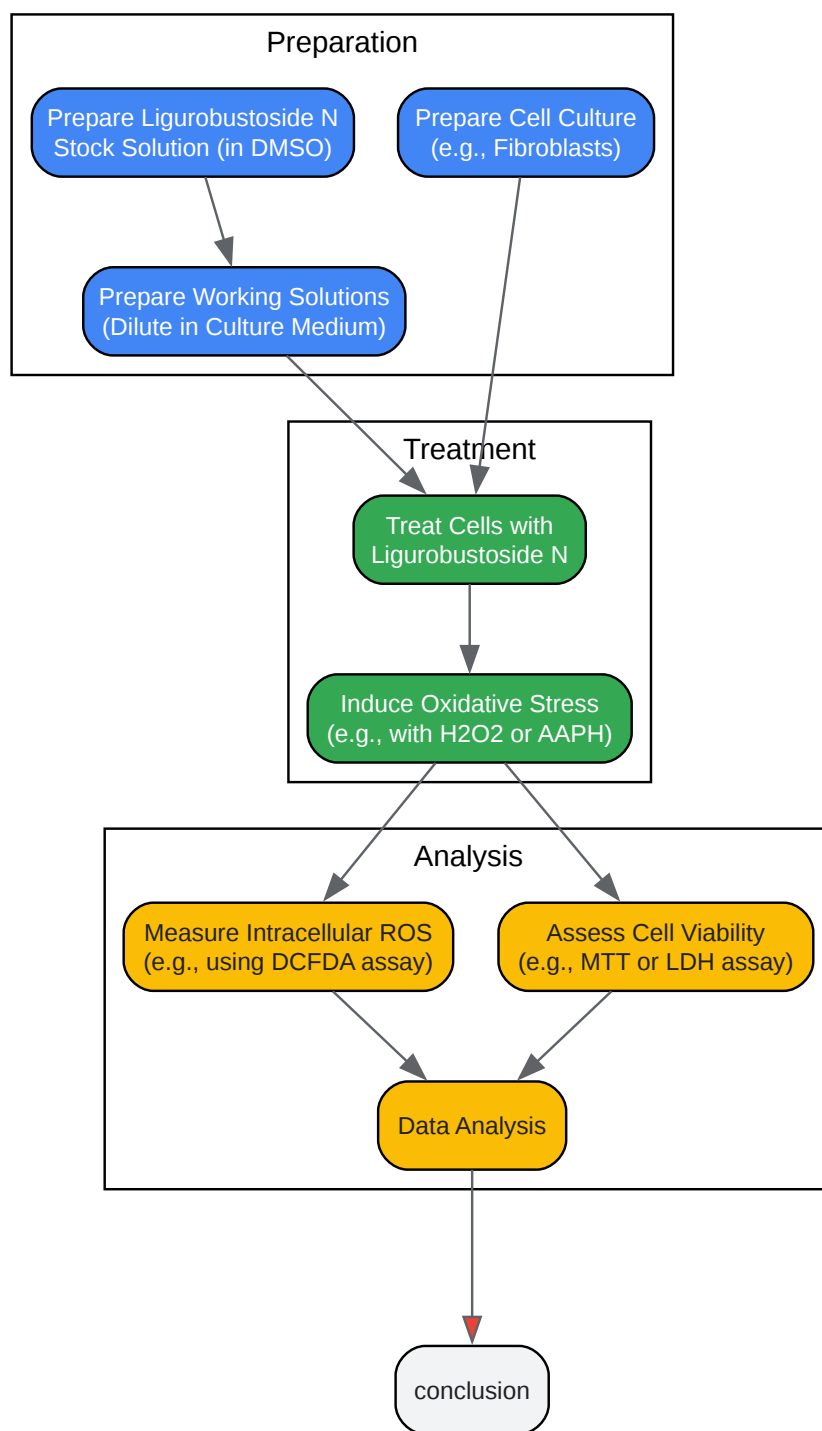 Preparation
Prepare Ligurobustoside N
Stock Solution (in DMSO)
Prepare Cell Culture
(e.g., Fibroblasts)
Prepare Working Solutions
(Dilute in Culture Medium)
Treatment
Treat Cells with
Ligurobustoside N
Induce Oxidative Stress
(e.g., with H2O2 or AAPH)
Analysis
Measure Intracellular ROS
(e.g., using DCFDA assay)
Assess Cell Viability
(e.g., MTT or LDH assay)
Data Analysis
conclusion